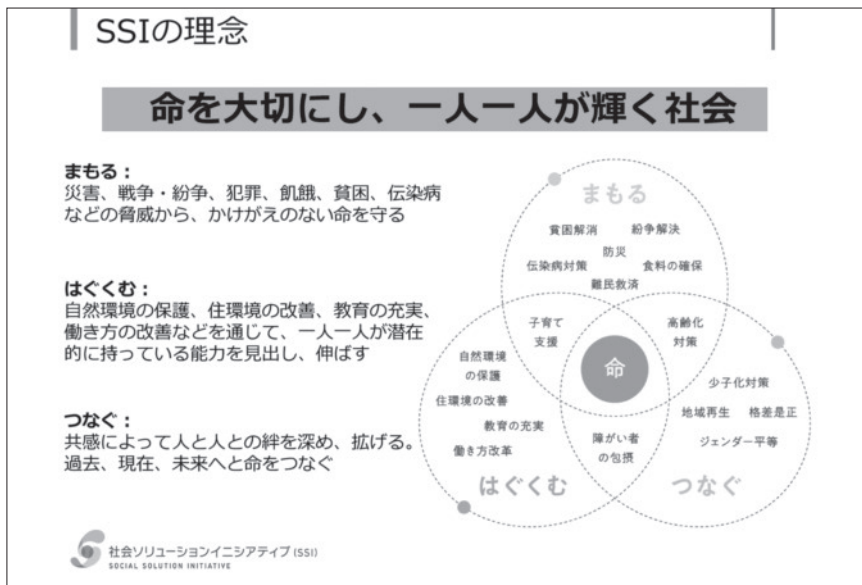 SSIの理念
命を大切にし、一人一人が輝く社会
まもる：
災害、戦争・紛争、犯罪、飢餓、貧困、伝染病
などの脅威から、かけがえのない命を守る
はぐくむ：
自然環境の保護、住環境の改善、教育の充実、
働き方の改善などを通じて、一人一人が潜在
的に持っている能力を見出し、伸ばす
つなぐ：
共感によって人と人との絆を深め、拡げる。
過去、現在、未来へと命をつなぐ
まもる
貧困解消
紛争解決
防災
伝染病対策
食料の確保
難民救済
子育て
支援
高齢化
対策
命
自然環境
の保護
住環境の改善
教育の充実
働き方改革
はぐくむ
障がい者
の包摂
少子化対策
地域再生
格差是正
ジェンダー平等
つなぐ
社会ソリューションイニシアティブ (SSI)
SOCIAL SOLUTION INITIATIVE